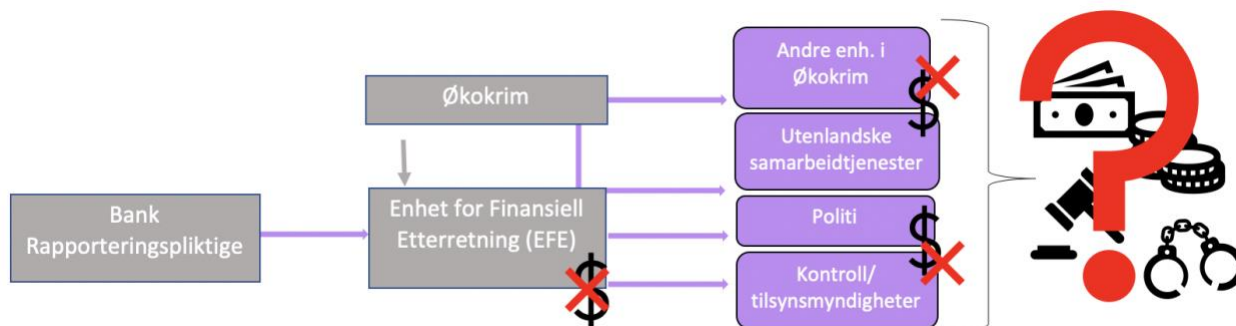 Bank
Rapporteringspliktige
Økokrim
Enhet for Finansiell
Etterretning (EFE)
Andre enh. i
Økokrim
Utenlandske
samarbeidtjenester
Politi
Kontroll/
tilsynsmyndigheter